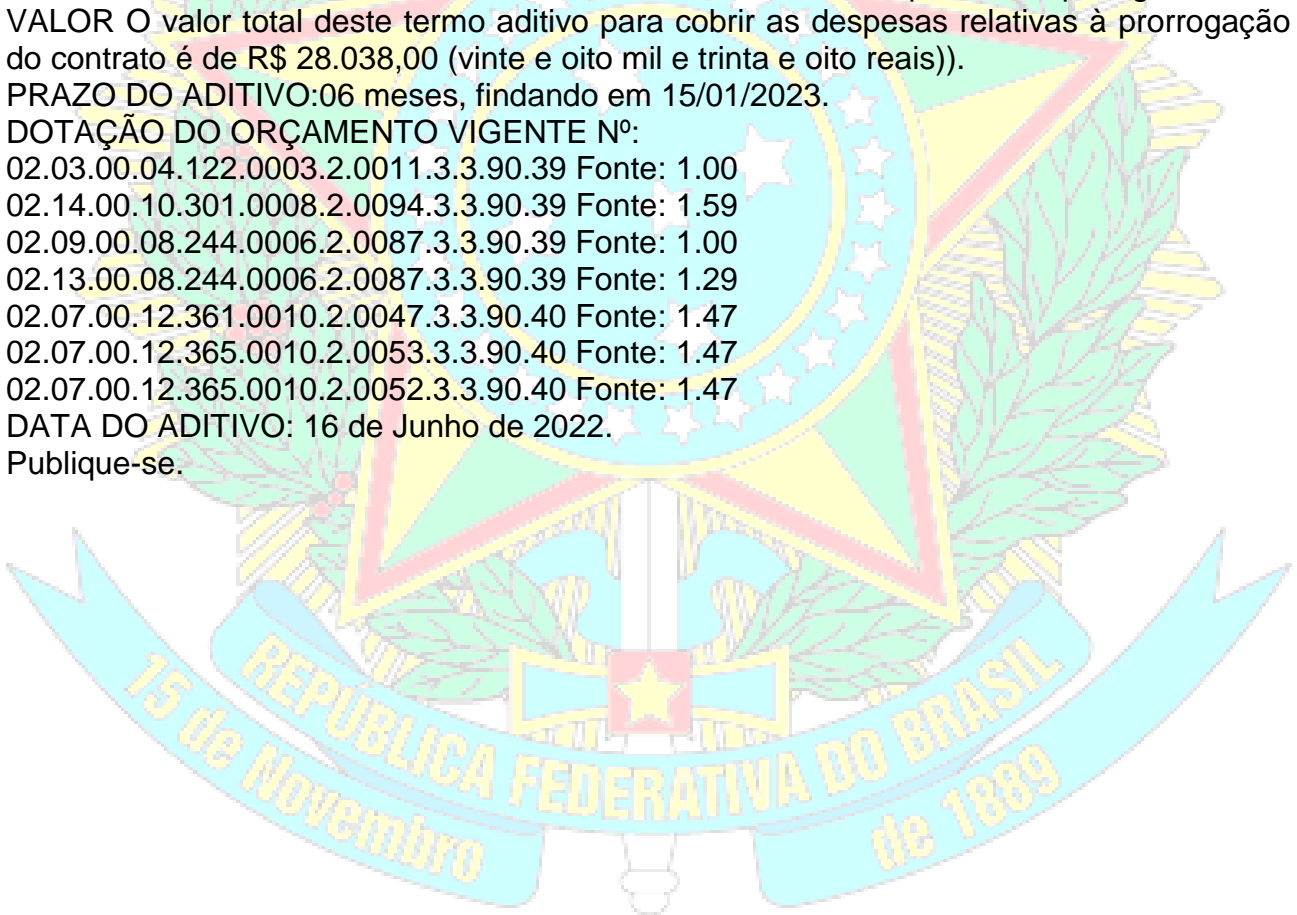 VALOR O valor total deste termo aditivo para cobrir as despesas relativas à prorrogação
do contrato é de R$ 28.038,00 (vinte e oito mil e trinta e oito reais)).
PRAZO DO ADITIVO:06 meses, findando em 15/01/2023.
DOTAÇÃO DO ORÇAMENTO VIGENTE Nº:
02.03.00.04.122.0003.2.0011.3.3.90.39 Fonte: 1.00
02.14.00.10.301.0008.2.0094.3.3.90.39 Fonte: 1.59
02.09.00.08.244.0006.2.0087.3.3.90.39 Fonte: 1.00
02.13.00.08.244.0006.2.0087.3.3.90.39 Fonte: 1.29
02.07.00.12.361.0010.2.0047.3.3.90.40 Fonte: 1.47
02.07.00.12.365.0010.2.0053.3.3.90.40 Fonte: 1.47
02.07.00.12.365.0010.2.0052.3.3.90.40 Fonte: 1.47
DATA DO ADITIVO: 16 de Junho de 2022.
Publique-se.
REPÚBLICA FEDERATIVA DO BRASIL
15 de Novembro de 1889